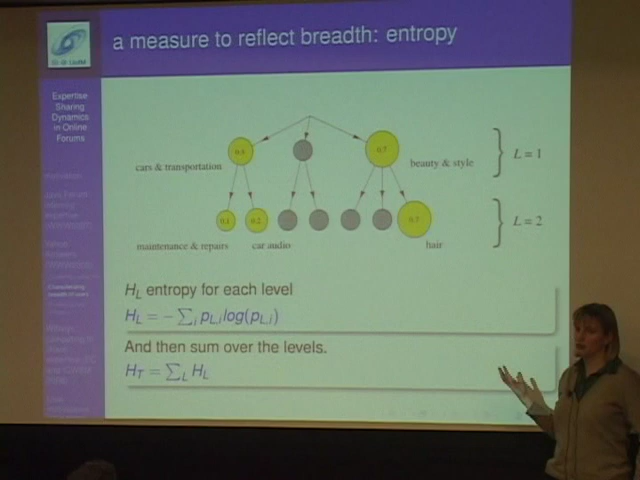 a measure to reflect breadth: entropy
Expertise
Sharing
Dynamics
in Online
Forums
0.3
0.7
cars & transportation
beauty & style
L = 1
0.1
0.2
0.7
L = 2
maintenance & repairs
car audio
hair
H_L entropy for each level
H_L = −∑_i p_{L,i} log(p_{L,i})
And then sum over the levels.
H_T = ∑_L H_L